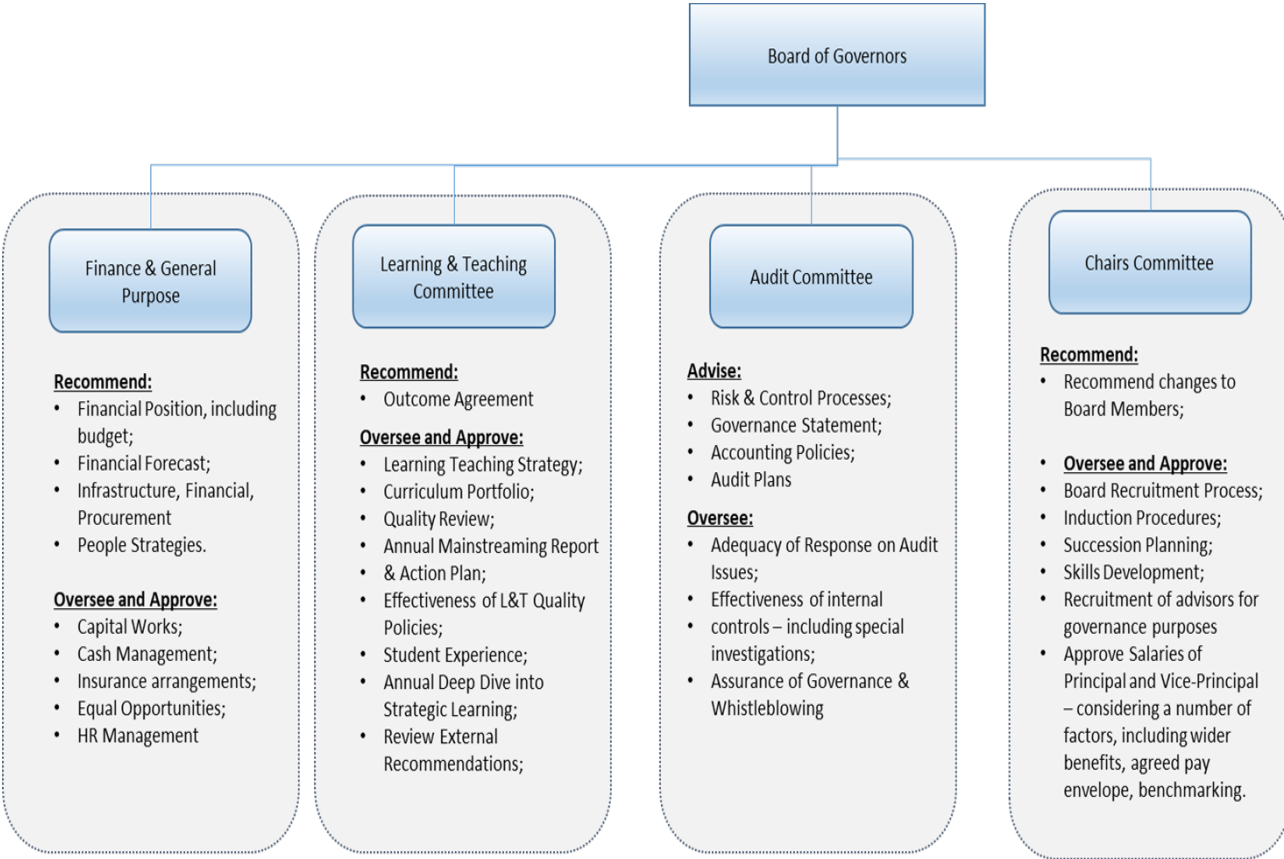 Board of Governors
Finance & General
Purpose
Recommend:
• Financial Position, including
budget;
• Financial Forecast;
• Infrastructure, Financial,
Procurement
• People Strategies.
Oversee and Approve:
• Capital Works;
• Cash Management;
• Insurance arrangements;
• Equal Opportunities;
• HR Management
Learning & Teaching
Committee
Recommend:
• Outcome Agreement
Oversee and Approve:
• Learning Teaching Strategy;
• Curriculum Portfolio;
• Quality Review;
• Annual Mainstreaming Report
• & Action Plan;
• Effectiveness of L&T Quality
Policies;
• Student Experience;
• Annual Deep Dive into
Strategic Learning;
• Review External
Recommendations;
Audit Committee
Advise:
• Risk & Control Processes;
• Governance Statement;
• Accounting Policies;
• Audit Plans
Oversee:
• Adequacy of Response on Audit
Issues;
• Effectiveness of internal
• controls – including special
investigations;
• Assurance of Governance &
Whistleblowing
Chairs Committee
Recommend:
• Recommend changes to
Board Members;
• Oversee and Approve:
• Board Recruitment Process;
• Induction Procedures;
• Succession Planning;
• Skills Development;
• Recruitment of advisors for
governance purposes
• Approve Salaries of
Principal and Vice-Principal
– considering a number of
factors, including wider
benefits, agreed pay
envelope, benchmarking.